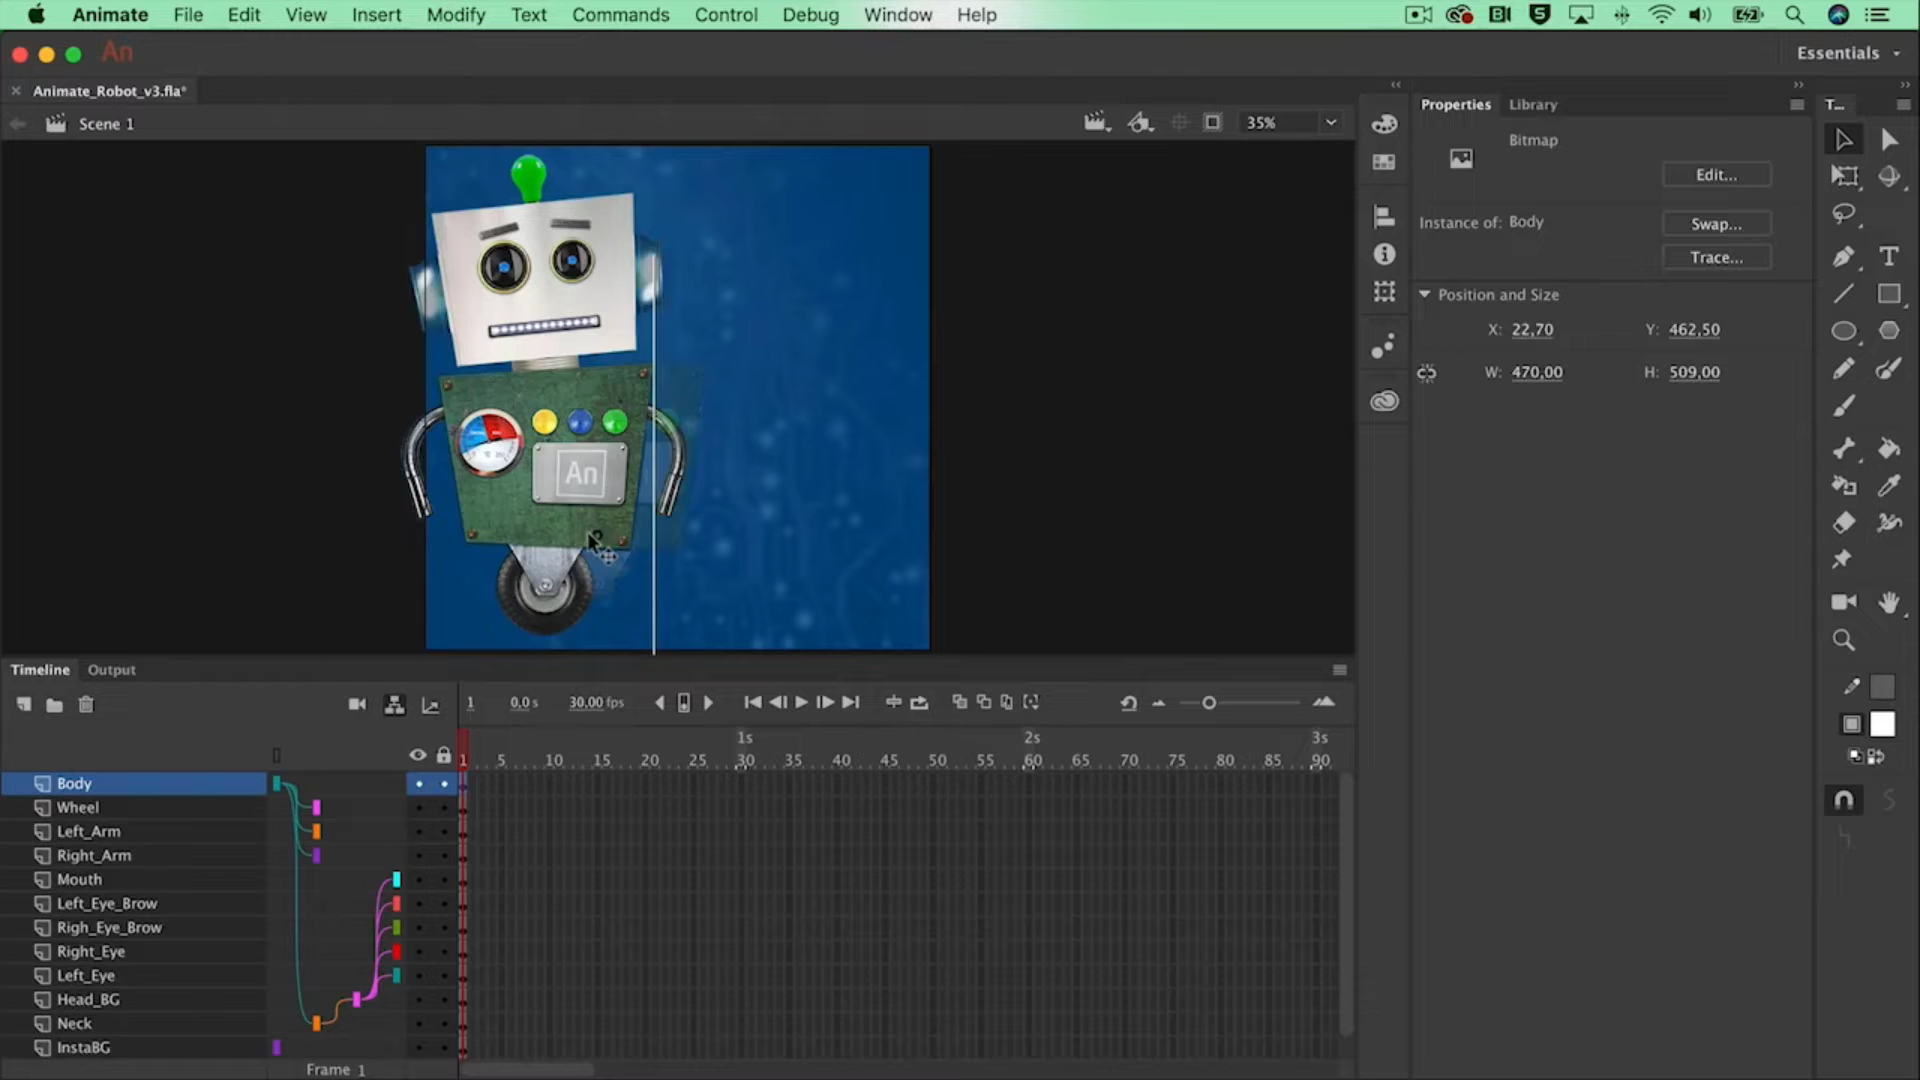 Animate File Edit View Insert Modify Text Commands Control Debug Window Help
An Essentials
Animate_Robot_v3.fla*
Scene 1 35%
Properties Library
T...
Bitmap
Edit...
Instance of: Body Swap...
Trace...
Position and Size
X: 22,70 Y: 462,50
W: 470,00 H: 509,00
An
Timeline Output
1 0,0 s 30,00 fps
1s 2s 3s
1 5 10 15 20 25 30 35 40 45 50 55 60 65 70 75 80 85 90
Body
Wheel
Left_Arm
Right_Arm
Mouth
Left_Eye_Brow
Righ_Eye_Brow
Right_Eye
Left_Eye
Head_BG
Neck
InstaBG
Frame 1